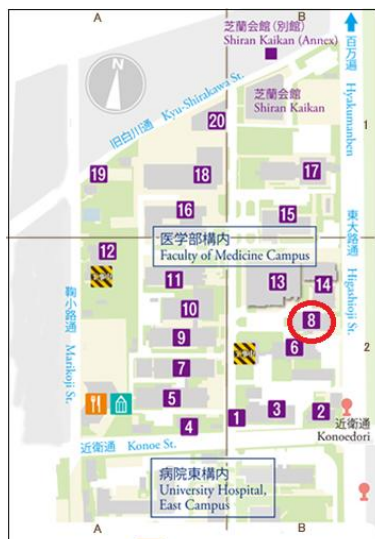 A
B
芝蘭会館(別館)
Shiran Kaikan (Annex)
百万遍 Hyakumanben
N
旧白川通 Kyu-Shirakawa St.
芝蘭会館
Shiran Kaikan
20
1
19
18
17
16
15
東大路通 Higashioji St.
医学部構内
Faculty of Medicine Campus
12
11
13
14
10
8
鞠小路通 Marikoji St.
9
6
2
7
5
4
1
3
2
近衛通
Konoedori
近衛通 Konoe St.
病院東構内
University Hospital,
East Campus
A
B